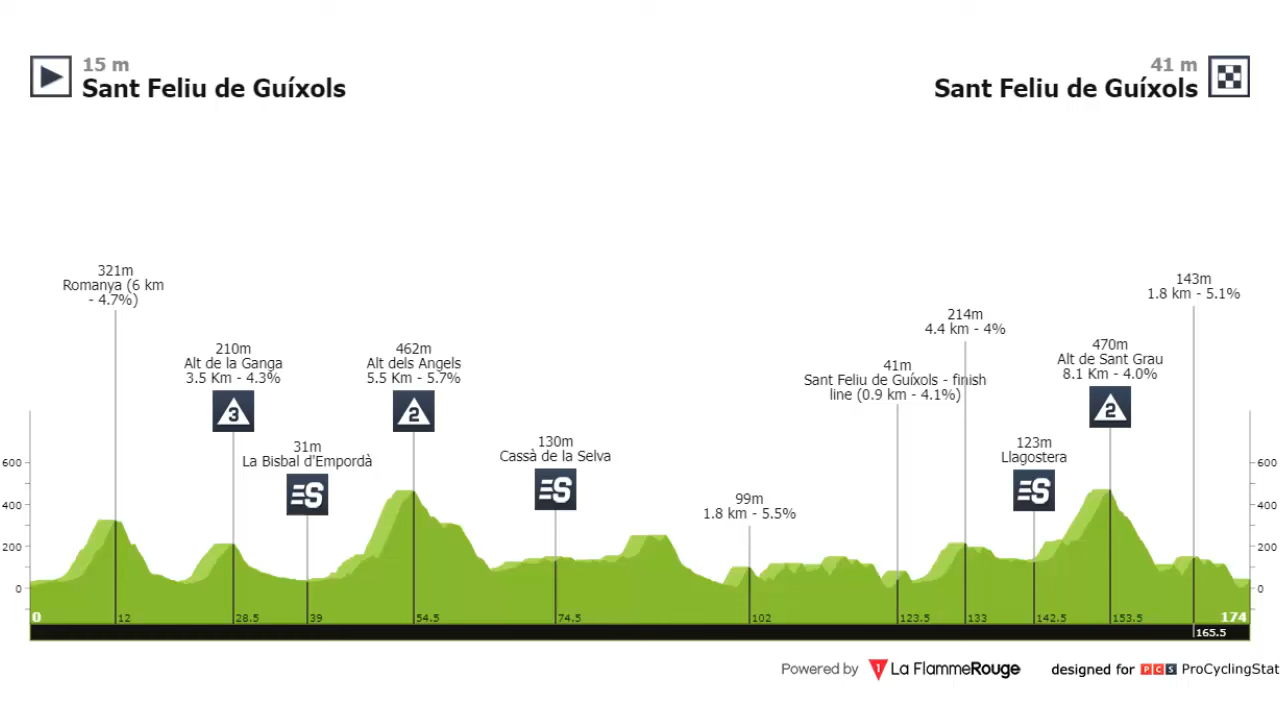 15 m
Sant Feliu de Guíxols
41 m
Sant Feliu de Guíxols
321m
Romanya (6 km
- 4.7%)
210m
Alt de la Ganga
3.5 Km - 4.3%
3
31m
La Bisbal d'Empordà
S
462m
Alt dels Angels
5.5 Km - 5.7%
2
130m
Cassà de la Selva
S
99m
1.8 km - 5.5%
41m
Sant Feliu de Guíxols - finish
line (0.9 km - 4.1%)
214m
4.4 km - 4%
123m
Llagostera
S
470m
Alt de Sant Grau
8.1 Km - 4.0%
2
143m
1.8 km - 5.1%
600
400
200
0
600
400
200
0
0
12
28.5
39
54.5
74.5
102
123.5
133
142.5
153.5
174
165.5
Powered by 1 La FlammeRouge
designed for PCS ProCyclingStat